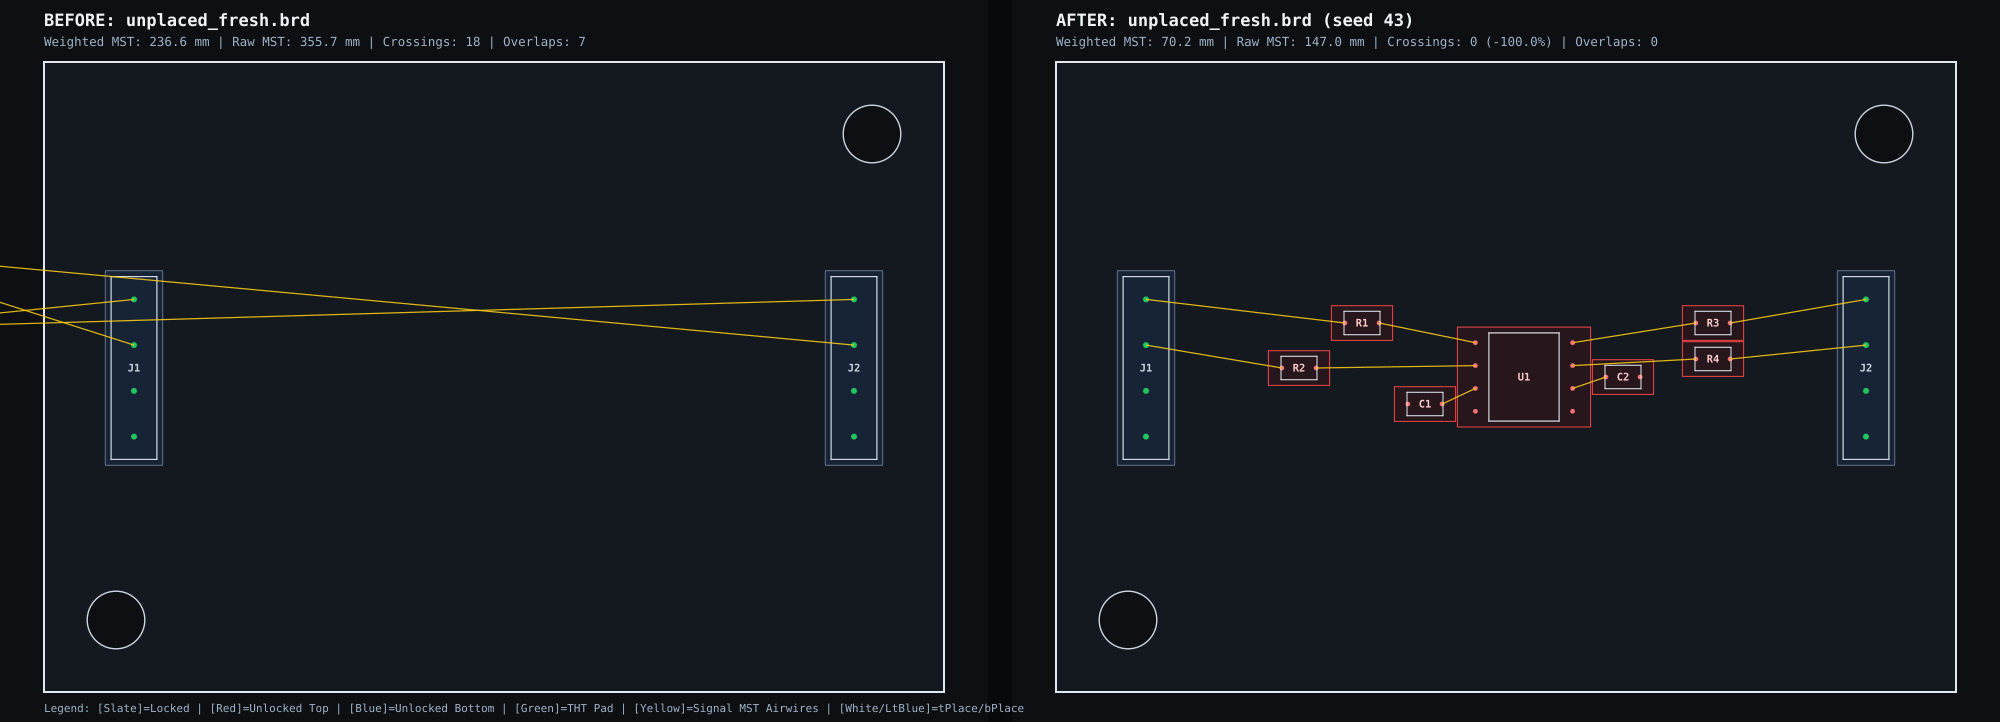 BEFORE: unplaced_fresh.brd
Weighted MST: 236.6 mm | Raw MST: 355.7 mm | Crossings: 18 | Overlaps: 7
J1
J2
Legend: [Slate]=Locked | [Red]=Unlocked Top | [Blue]=Unlocked Bottom | [Green]=THT Pad | [Yellow]=Signal MST Airwires | [White/LtBlue]=tPlace/bPlace
AFTER: unplaced_fresh.brd (seed 43)
Weighted MST: 70.2 mm | Raw MST: 147.0 mm | Crossings: 0 (-100.0%) | Overlaps: 0
R1
R3
R4
J1
R2
U1
C2
J2
C1